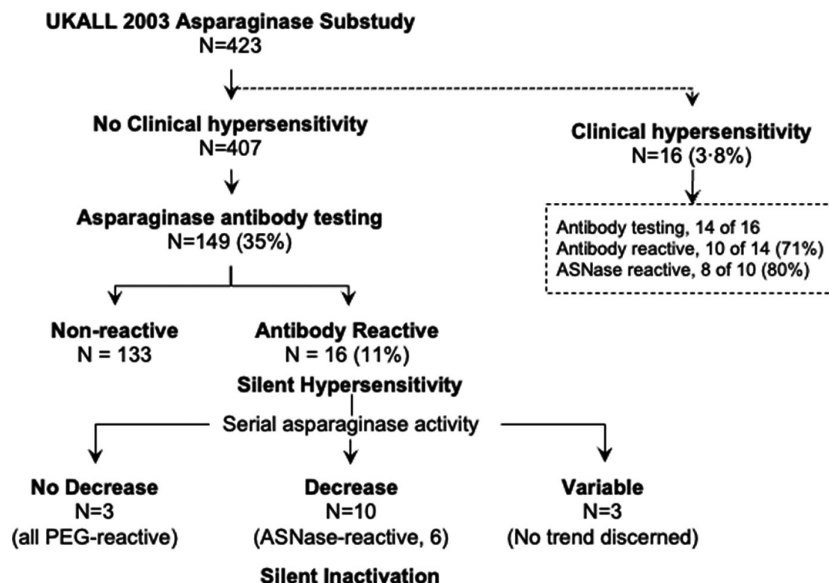 UKALL 2003 Asparaginase Substudy
N=423
No Clinical hypersensitivity
N=407
Clinical hypersensitivity
N=16 (3·8%)
Asparaginase antibody testing
N=149 (35%)
Antibody testing, 14 of 16
Antibody reactive, 10 of 14 (71%)
ASNase reactive, 8 of 10 (80%)
Non-reactive
N = 133
Antibody Reactive
N = 16 (11%)
Silent Hypersensitivity
Serial asparaginase activity
No Decrease
N=3
(all PEG-reactive)
Decrease
N=10
(ASNase-reactive, 6)
Variable
N=3
(No trend discerned)
Silent Inactivation